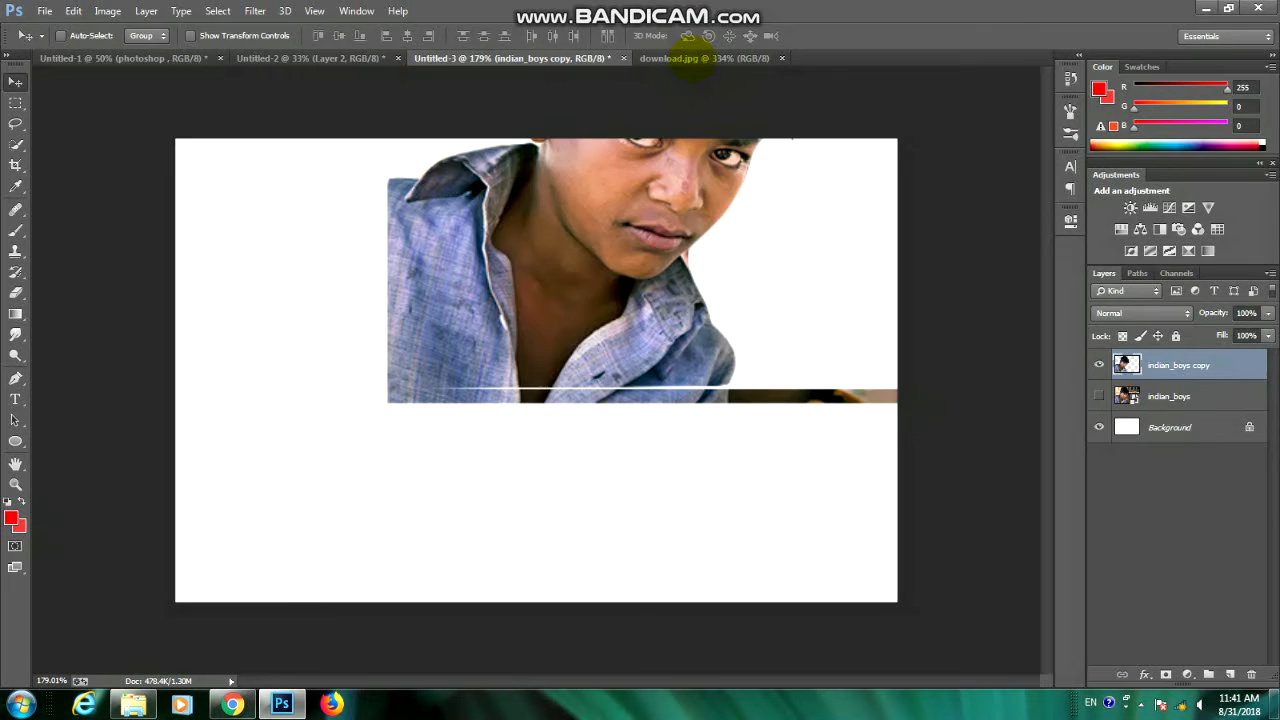 www.BANDICAM.com
Ps File Edit Image Layer Type Select Filter 3D View Window Help
Auto-Select: Group Show Transform Controls 3D Mode: Essentials
Untitled-1 @ 50% (photoshop , RGB/8) * × Untitled-2 @ 33% (Layer 2, RGB/8) * × Untitled-3 @ 179% (indian_boys copy, RGB/8) * × download.jpg @ 334% (RGB/8) ×
Color Swatches
R 255
G 0
B 0
Adjustments
Add an adjustment
Layers Paths Channels
Kind
Normal Opacity: 100%
Lock: Fill: 100%
indian_boys copy
indian_boys
Background
179.01% Doc: 478.4K/1.30M
EN 11:41 AM
8/31/2018